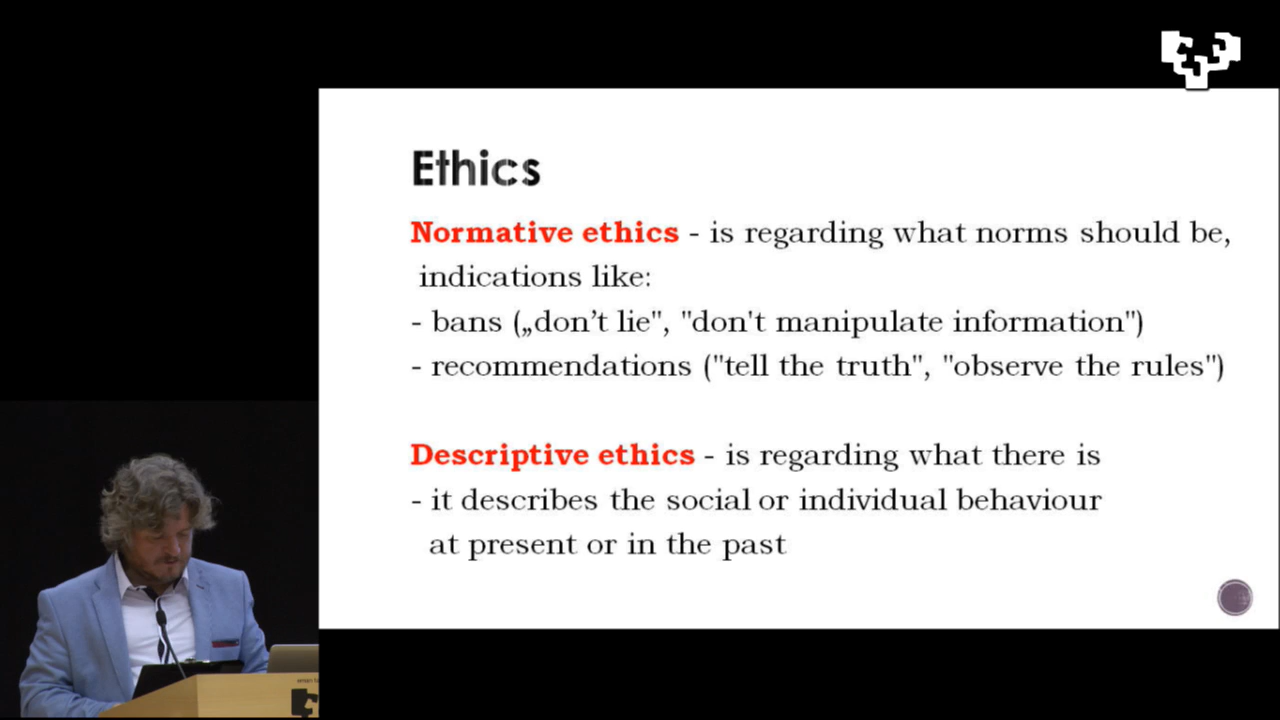 Ethics
Normative ethics - is regarding what norms should be,
indications like:
- bans („don’t lie", "don't manipulate information")
- recommendations ("tell the truth", "observe the rules")
Descriptive ethics - is regarding what there is
- it describes the social or individual behaviour
at present or in the past